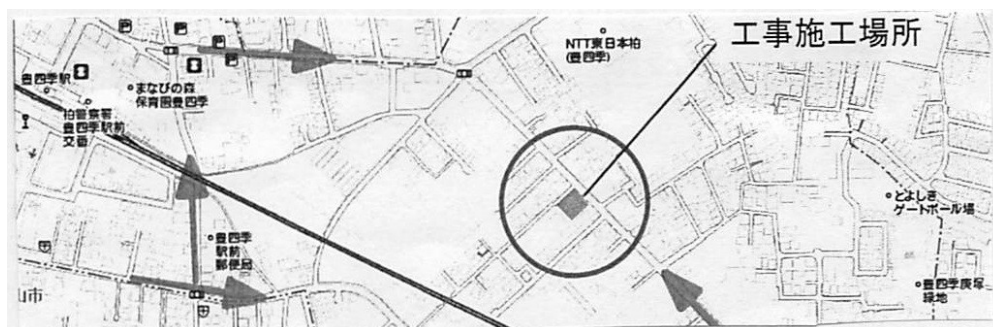 工事施工場所
NTT東日本柏
(豊四季)
P
P
P
P
豊四季駅
まなびの森
保育園豊四季
柏警察署
豊四季駅前
交番
とよしき
ゲートボール場
豊四季
駅前
郵便局
豊四季庚塚
緑地
山市